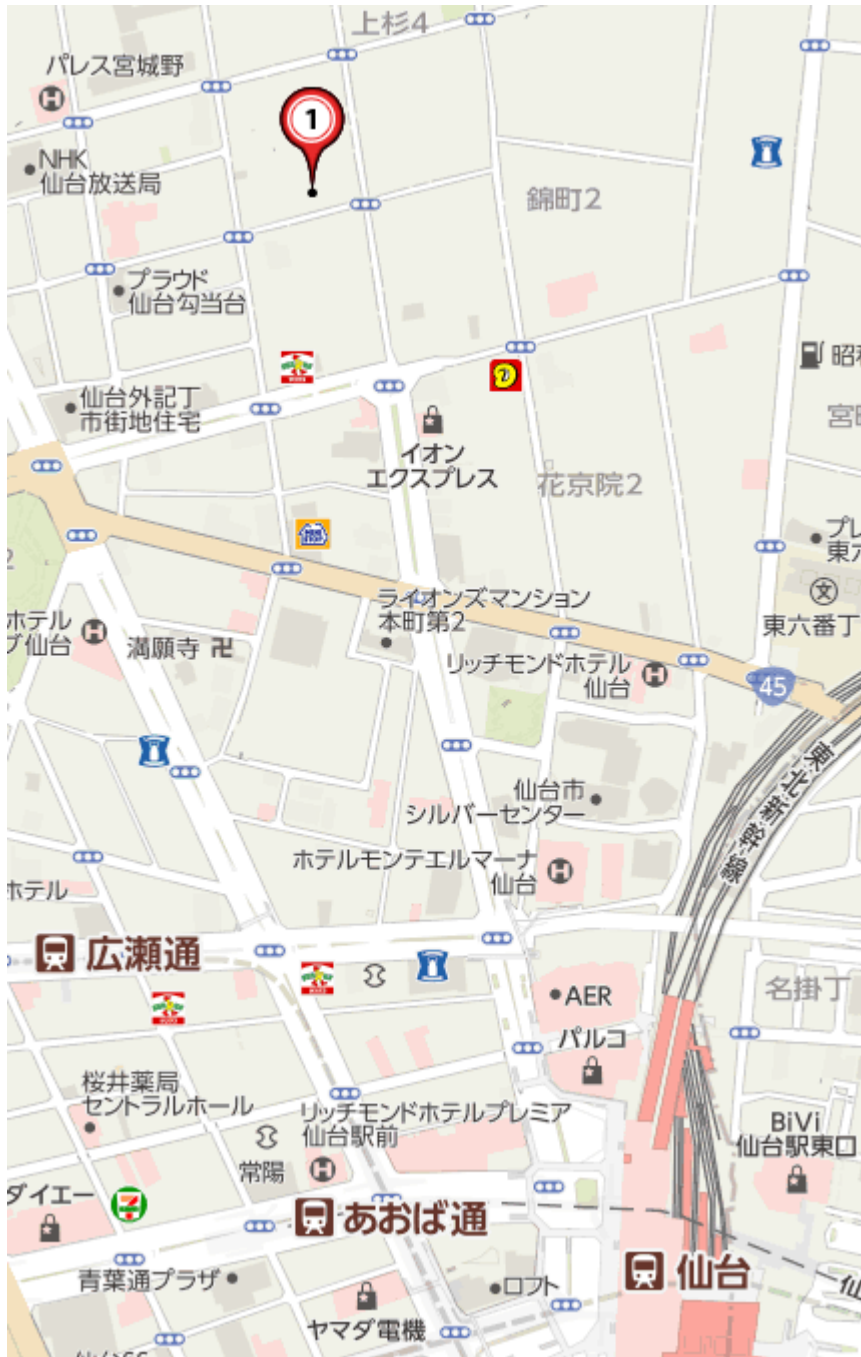 上杉4
パレス宮城野
1
NHK
仙台放送局
錦町2
プラウド
仙台勾当台
昭和
仙台外記丁
市街地住宅
宮町
イオン
エクスプレス
花京院2
プレ
東六
2
ライオンズマンション
本町第2
東六番丁
ホテル
ブ仙台
満願寺
リッチモンドホテル
仙台
45
東北新幹線
仙台市
シルバーセンター
ホテルモンテエルマーナ
仙台
ホテル
広瀬通
AER
名掛丁
パルコ
桜井薬局
セントラルホール
リッチモンドホテルプレミア
仙台駅前
BiVi
仙台駅東口
常陽
ダイエー
あおば通
仙台
仙
青葉通プラザ
ロフト
ヤマダ電機